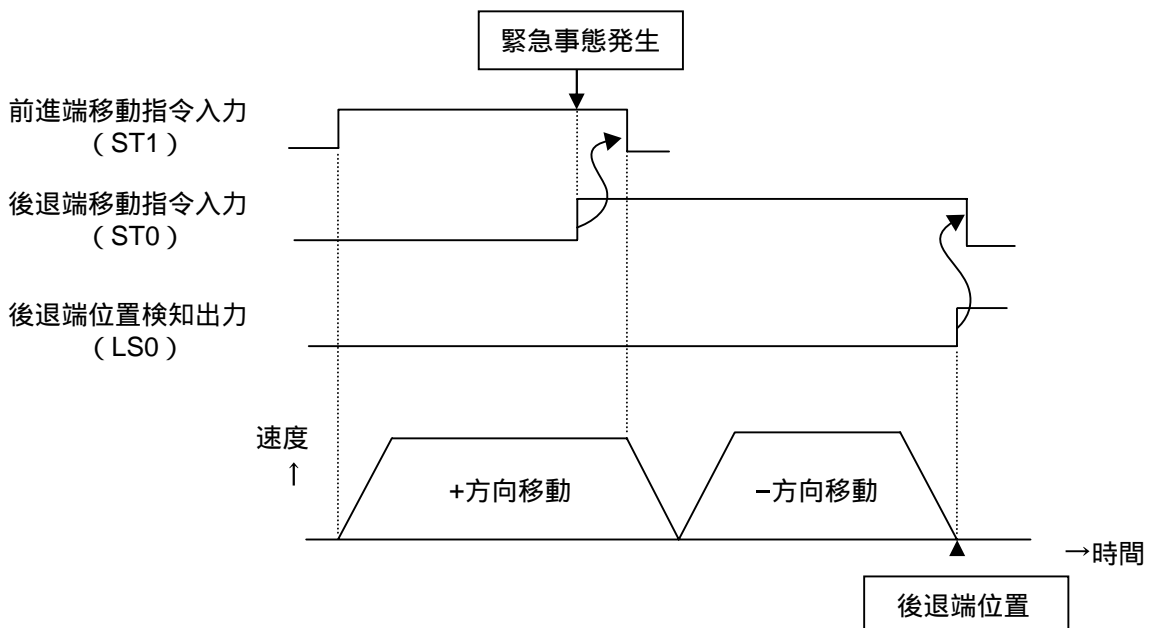 緊急事態発生
前進端移動指令入力
（ST1）
後退端移動指令入力
（ST0）
後退端位置検知出力
（LS0）
速度
↑
+方向移動
−方向移動
→時間
後退端位置